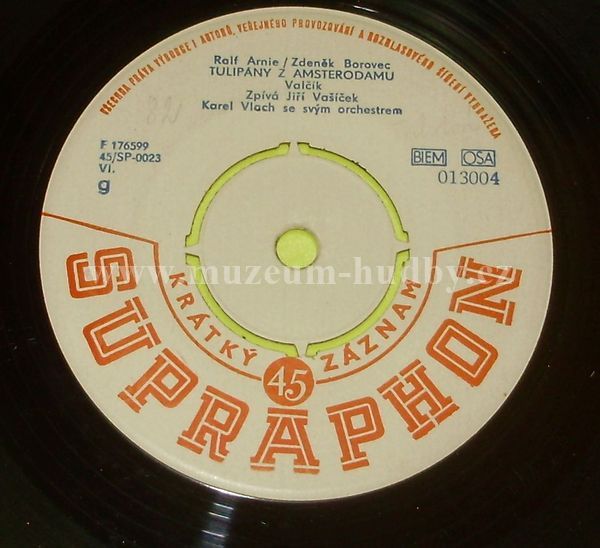 VŠECHNA PRÁVA VÝROBCE I AUTORŮ, VEŘEJNÉHO PROVOZOVÁNÍ A ROZHLASOVÉHO ŠÍŘENÍ VYHRAŽENA
Ralf Arnie/Zdeněk Borovec
TULIPÁNY Z AMSTERODAMU
Valčík
Zpívá Jiří Vašíček
Karel Vlach se svým orchestrem
F 176599
45/SP-0023
VI.
g
BIEM OSA
013004
www.muzeum-hudby.cz
KRÁTKÝ ZÁZNAM
45
SUPRAPHON